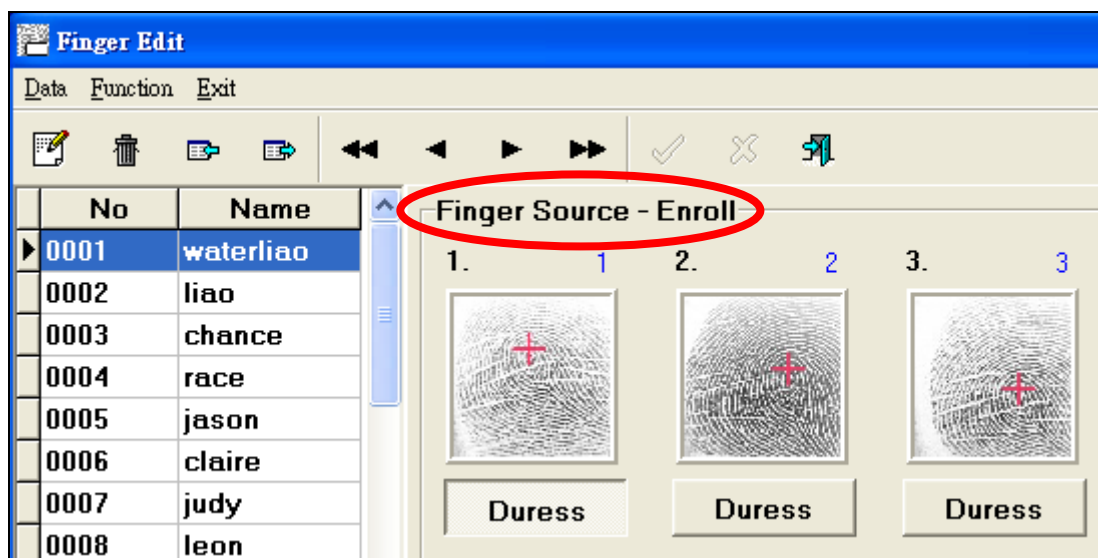 Finger Edit
Data Function Exit
No Name
0001 waterliao
0002 liao
0003 chance
0004 race
0005 jason
0006 claire
0007 judy
0008 leon
Finger Source - Enroll
1. 1 2. 2 3. 3
Duress Duress Duress